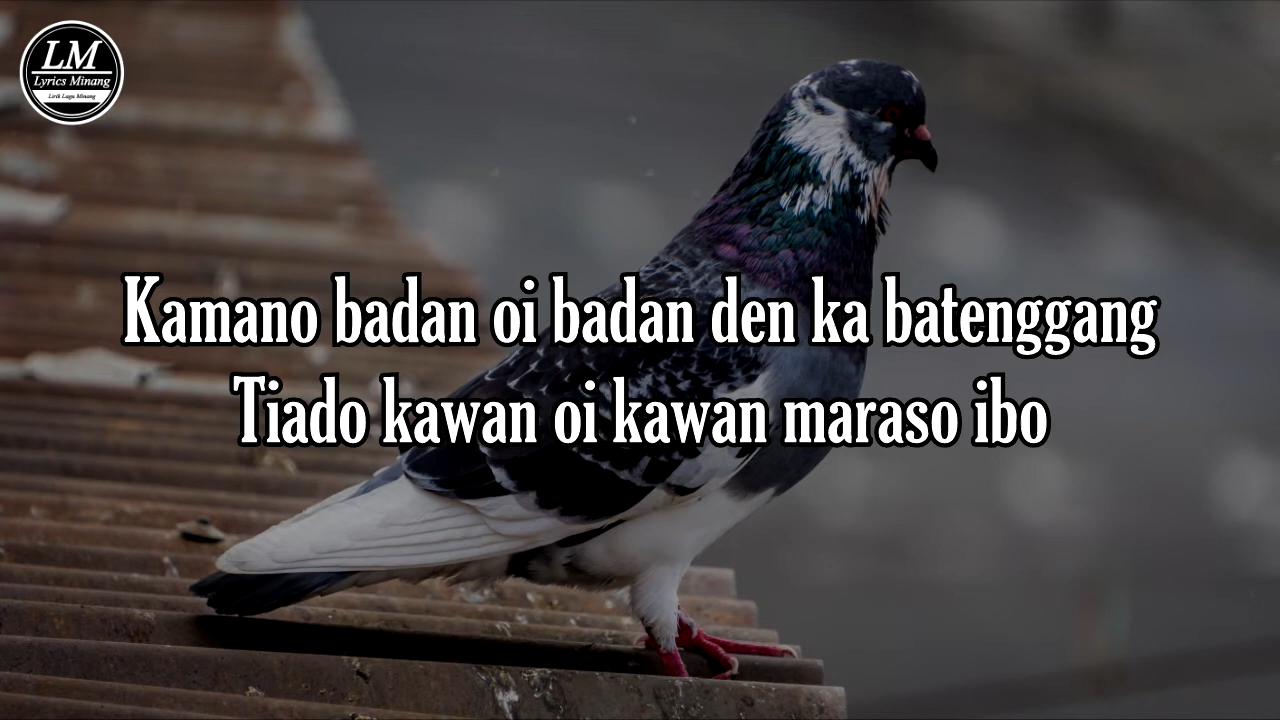 LM
Lyrics Minang
Lirik Lagu Minang
Kamano badan oi badan den ka batenggang
Tiado kawan oi kawan maraso ibo